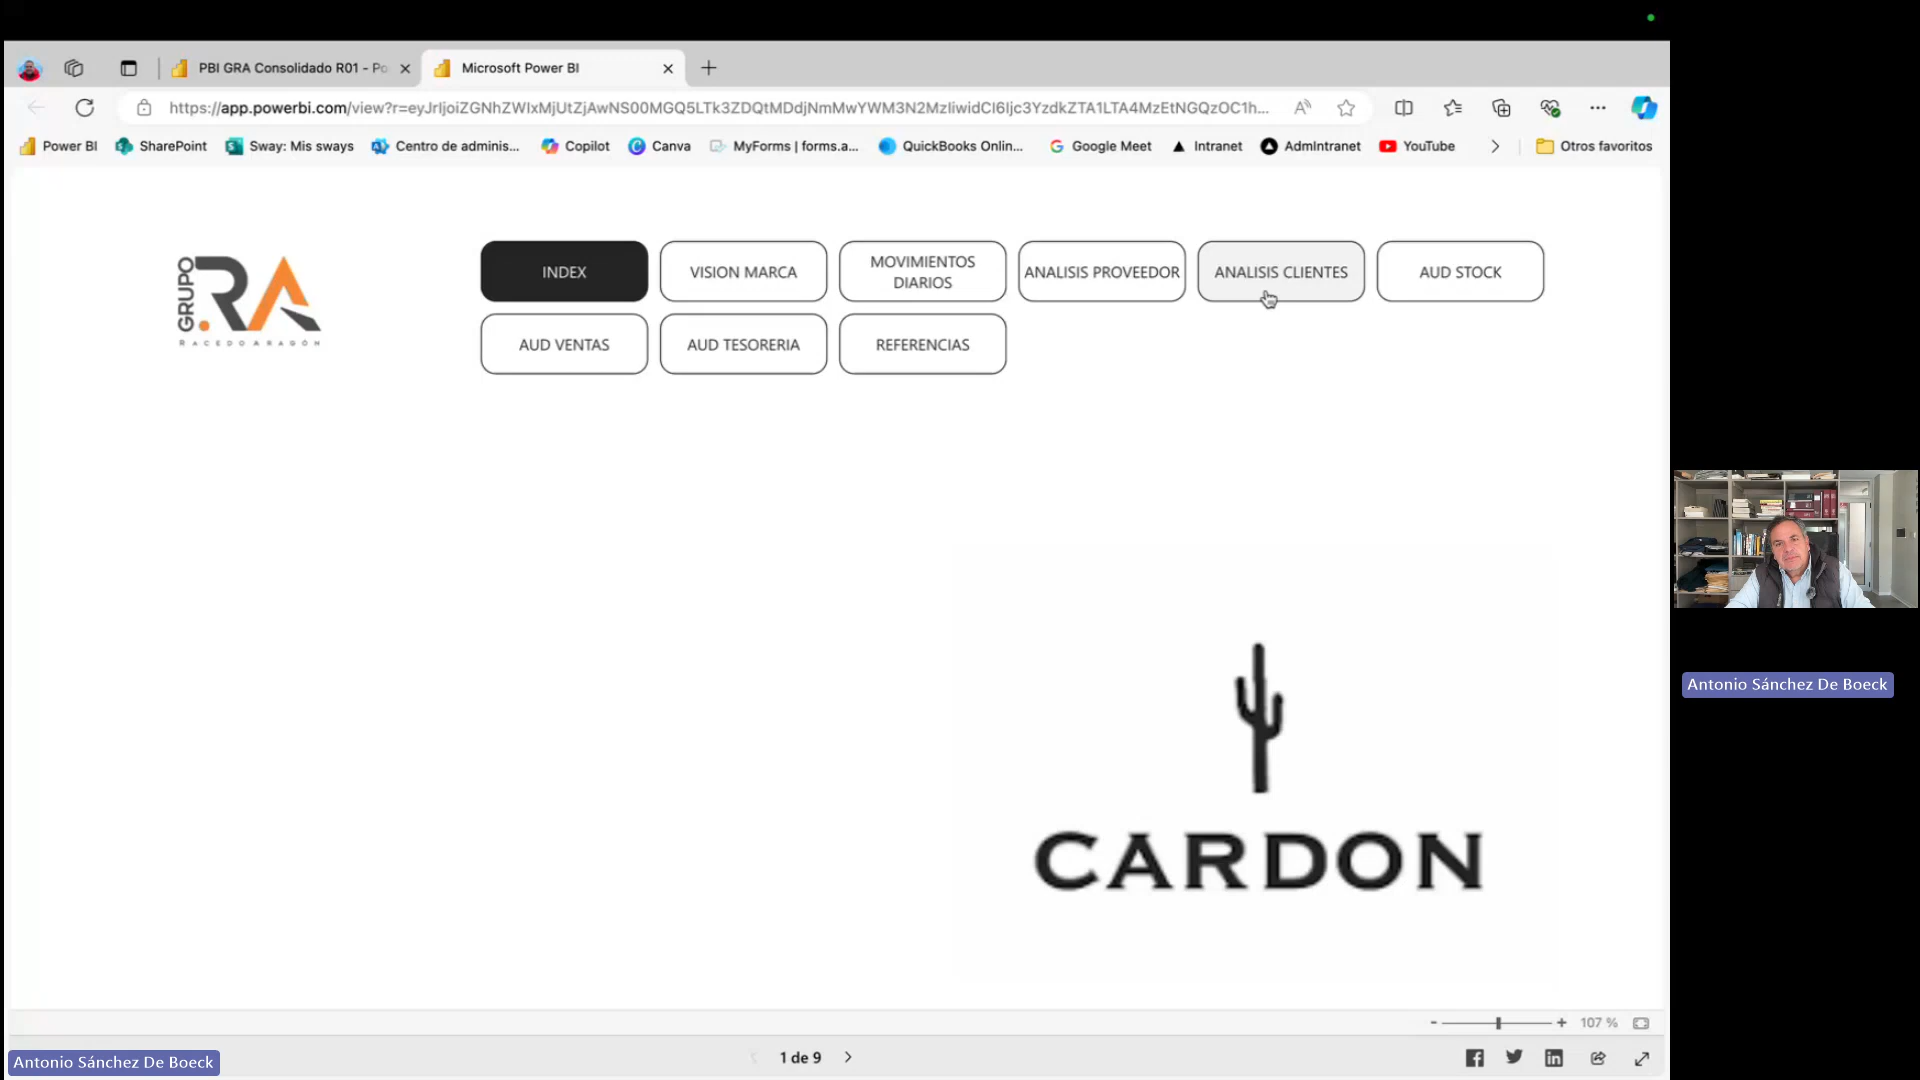 PBI GRA Consolidado R01 - Po
Microsoft Power BI
https://app.powerbi.com/view?r=eyJrIjoiZGNhZWIxMjUtZjAwNS00MGQ5LTk3ZDQtMDdjNmMwYWM3N2MzIiwidCI6Ijc3YzdkZTA1LTA4MzEtNGQzOC1h...
Power BI
SharePoint
Sway: Mis sways
Centro de adminis...
Copilot
Canva
MyForms | forms.a...
QuickBooks Onlin...
Google Meet
Intranet
AdmIntranet
YouTube
Otros favoritos
GRUPO
RA
RACEDO ARAGÓN
INDEX
VISION MARCA
MOVIMIENTOS
DIARIOS
ANALISIS PROVEEDOR
ANALISIS CLIENTES
AUD STOCK
AUD VENTAS
AUD TESORERIA
REFERENCIAS
CARDON
Antonio Sánchez De Boeck
- + 107 %
Antonio Sánchez De Boeck
1 de 9